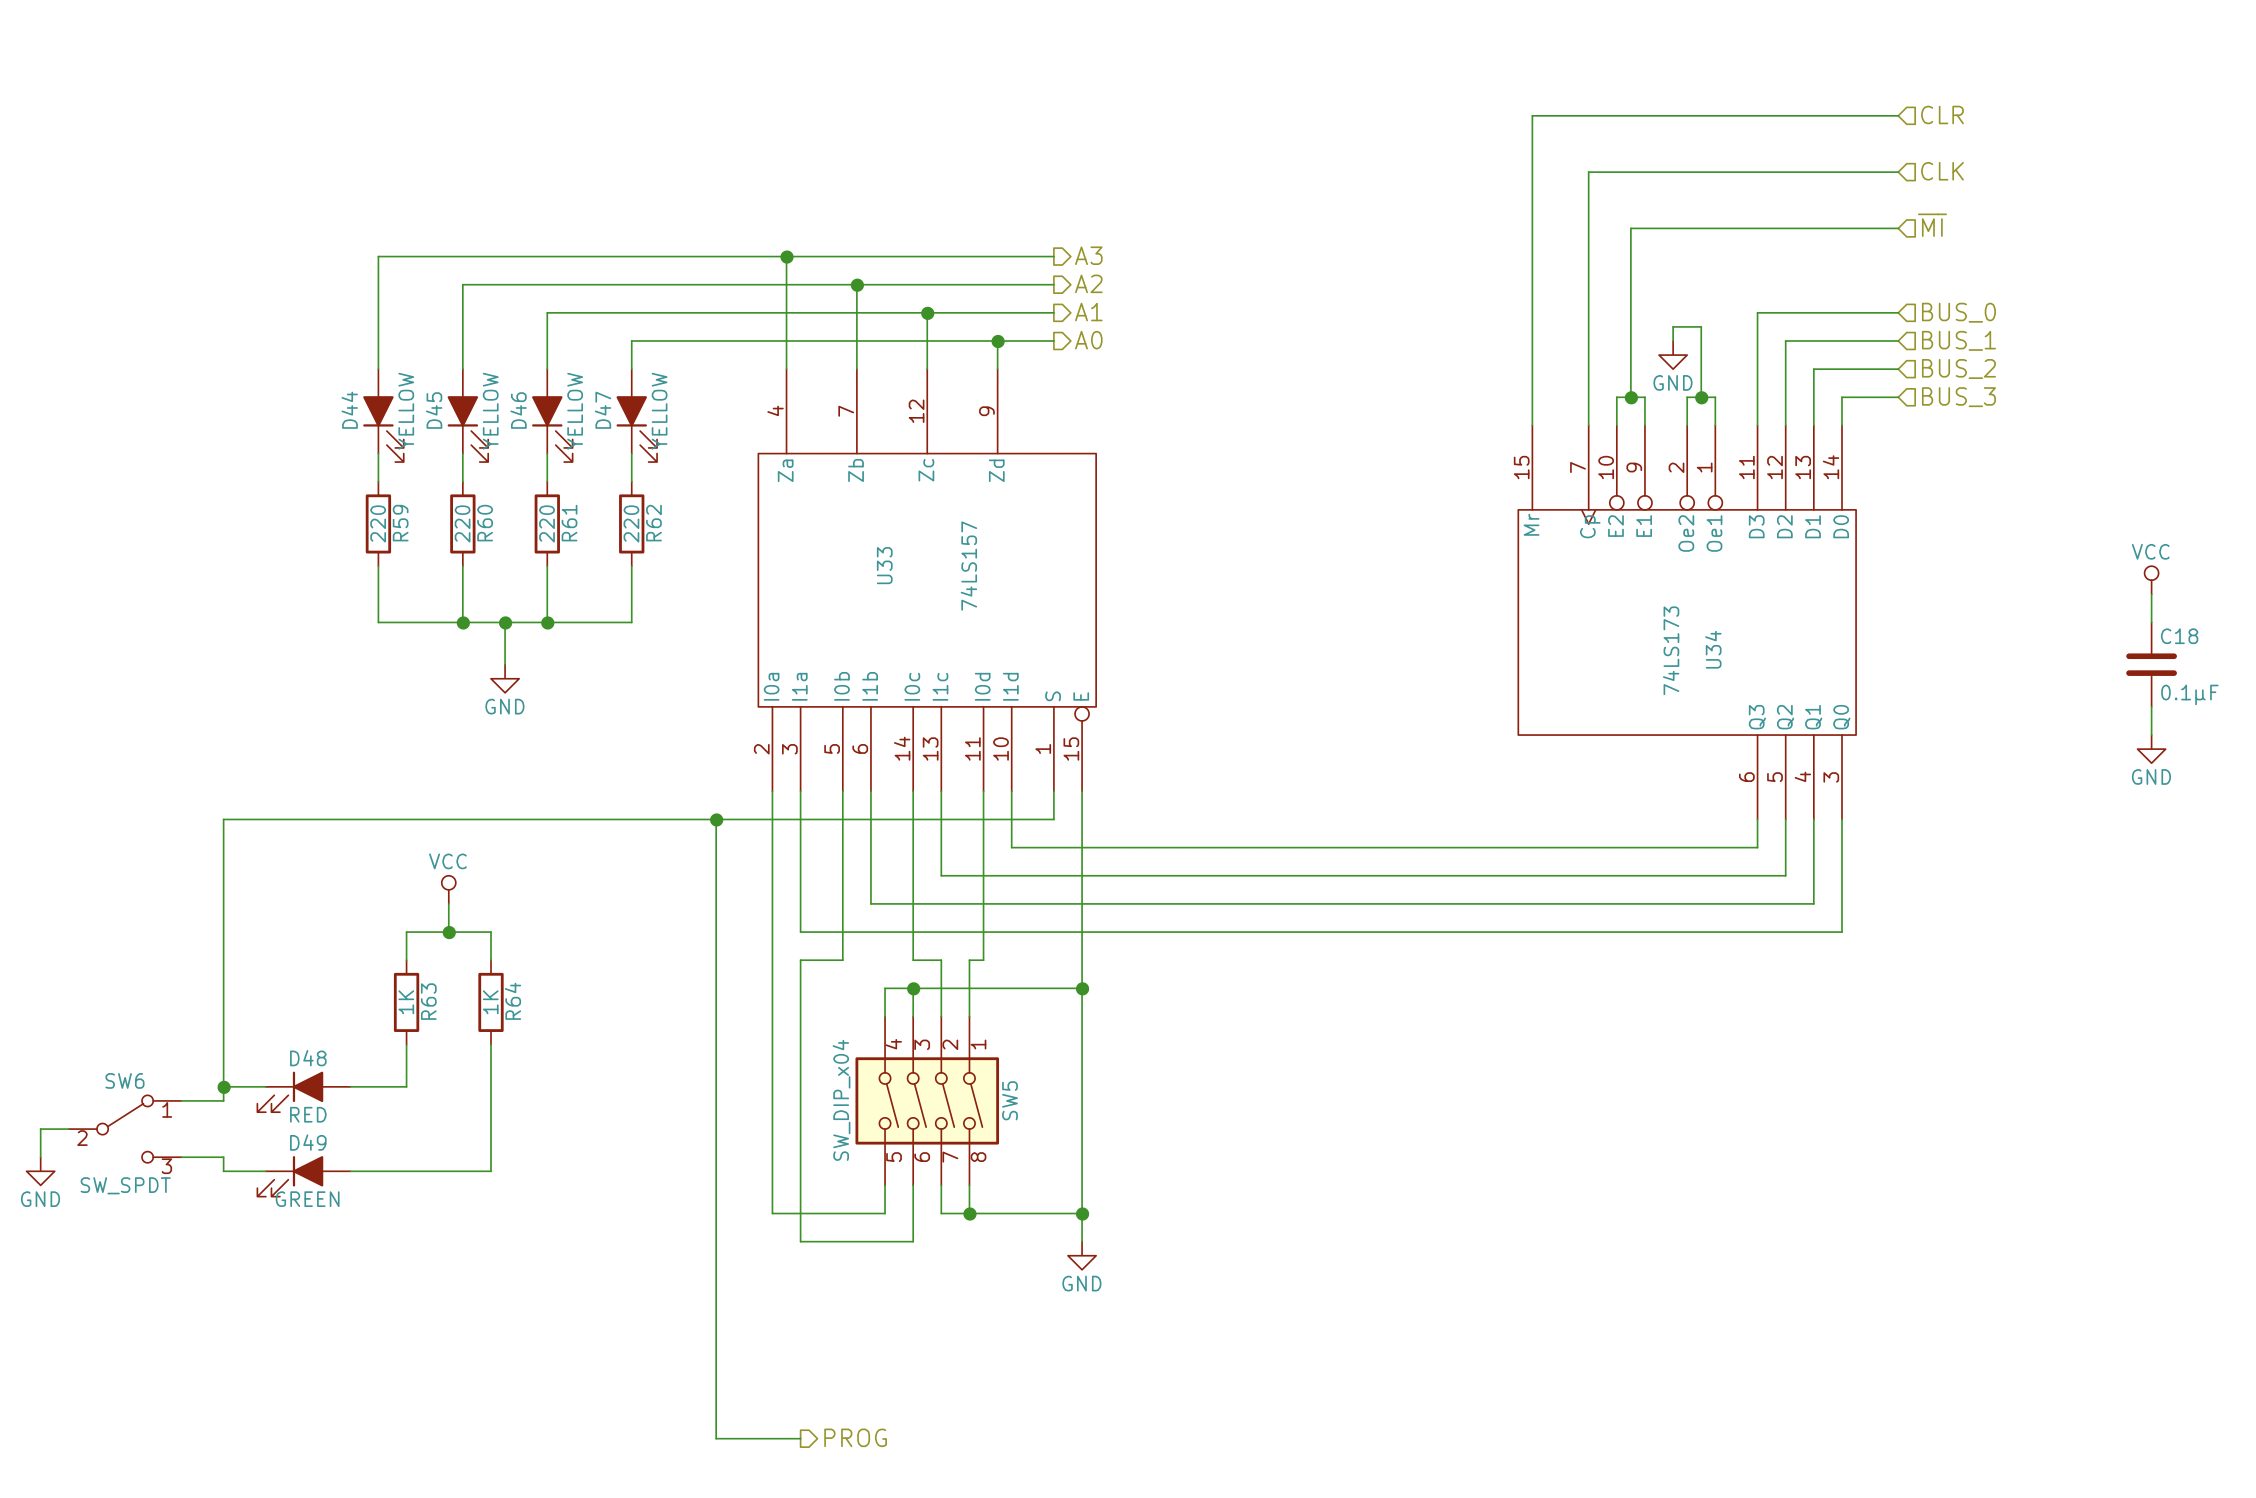 CLR
CLK
MI
A3
A2
A1
A0
BUS_0
BUS_1
BUS_2
BUS_3
GND
D44
YELLOW
D45
YELLOW
D46
YELLOW
D47
YELLOW
4
7
12
9
15
7
10
9
2
1
11
12
13
14
Za
Zb
Zc
Zd
Mr
Cp
E2
E1
Oe2
Oe1
D3
D2
D1
D0
220
R59
220
R60
220
R61
220
R62
U33
74LS157
74LS173
U34
VCC
C18
0.1µF
GND
GND
I0a
I1a
I0b
I1b
I0c
I1c
I0d
I1d
S
E
Q3
Q2
Q1
Q0
2
3
5
6
14
13
11
10
1
15
6
5
4
3
VCC
1K
R63
1K
R64
D48
RED
SW6
1
2
3
SW_SPDT
GND
D49
GREEN
SW_DIP_x04
4
3
2
1
SW5
5
6
7
8
GND
PROG